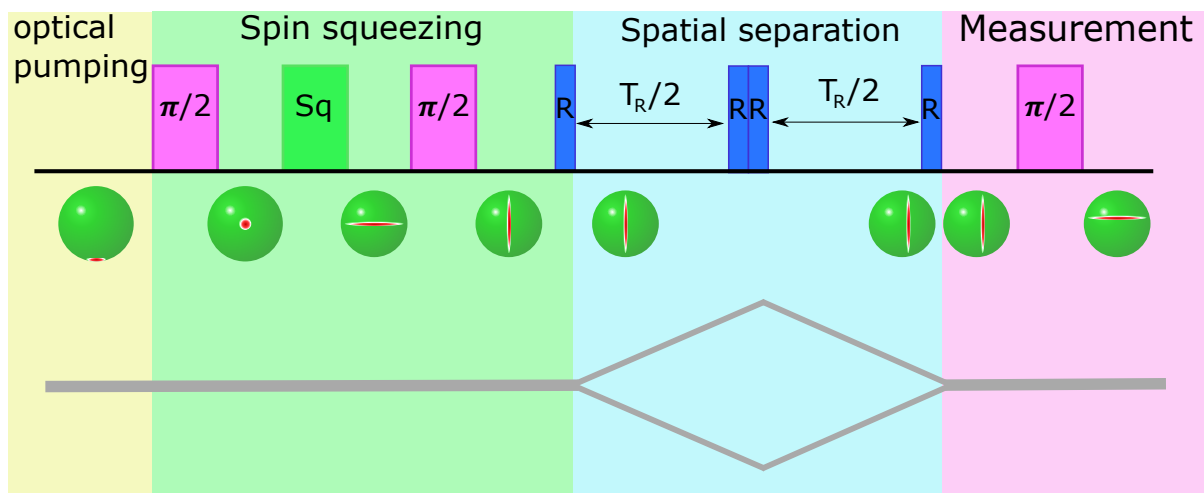 optical
pumping
Spin squeezing
Spatial separation
Measurement
π/2
Sq
π/2
R
T_R/2
R
R
T_R/2
R
π/2